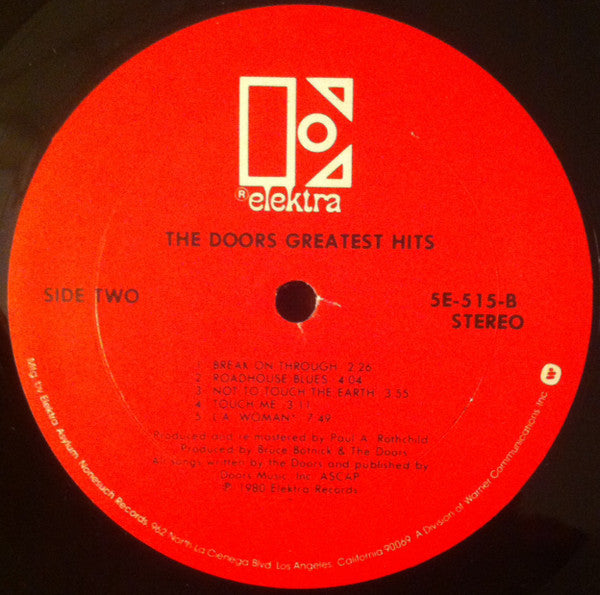 ® elektra
THE DOORS GREATEST HITS
SIDE TWO
5E-515-B
STEREO
1 BREAK ON THROUGH 2:26
2. ROADHOUSE BLUES 4:04
3 NOT TO TOUCH THE EARTH 3:55
4 TOUCH ME 3:11
5 L.A. WOMAN* 7:49
Produced and re-mastered by Paul A. Rothchild
*Produced by Bruce Botnick & The Doors
All songs written by the Doors and published by
Doors Music, Inc. ASCAP
℗ 1980 Elektra Records
Mfg. by Elektra Asylum Nonesuch Records, 962 North La Cienega Blvd. Los Angeles, California 90069. A Division of Warner Communications Inc.